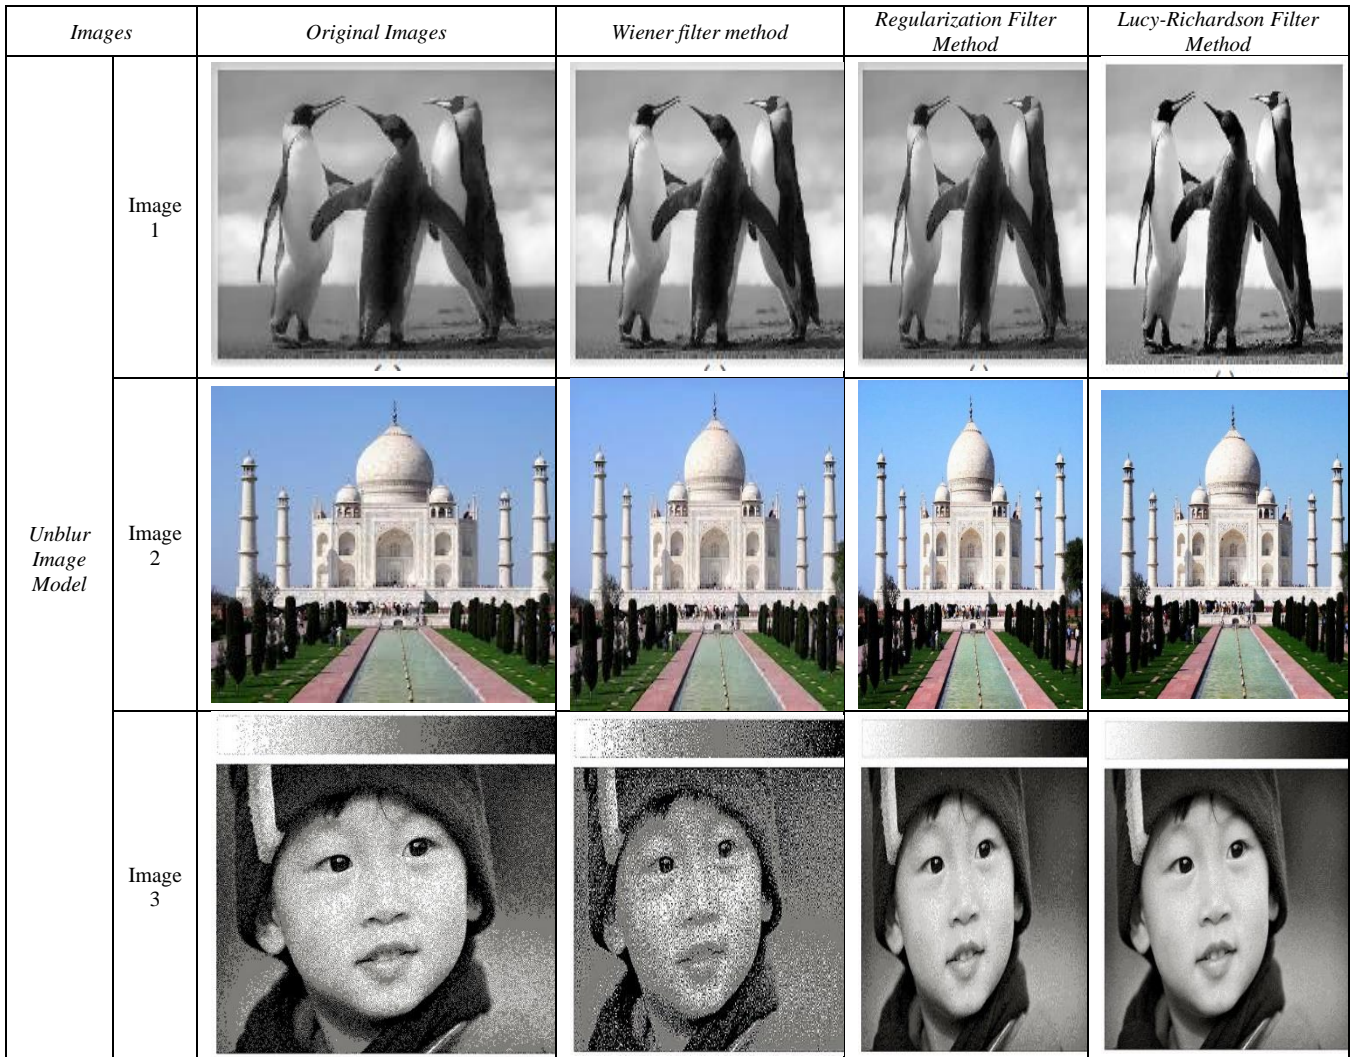 Images
Original Images
Wiener filter method
Regularization Filter
Method
Lucy-Richardson Filter
Method
Unblur
Image
Model
Image
1
Image
2
Image
3